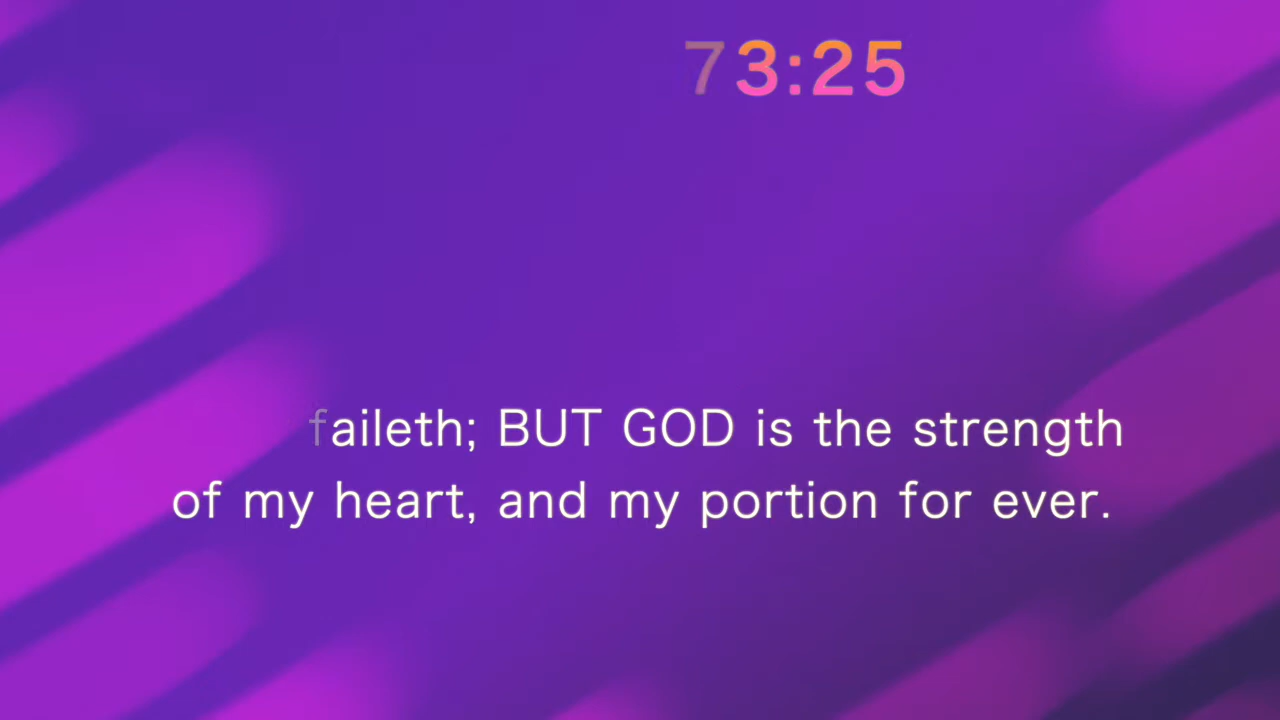 73:25
faileth; BUT GOD is the strength
of my heart, and my portion for ever.